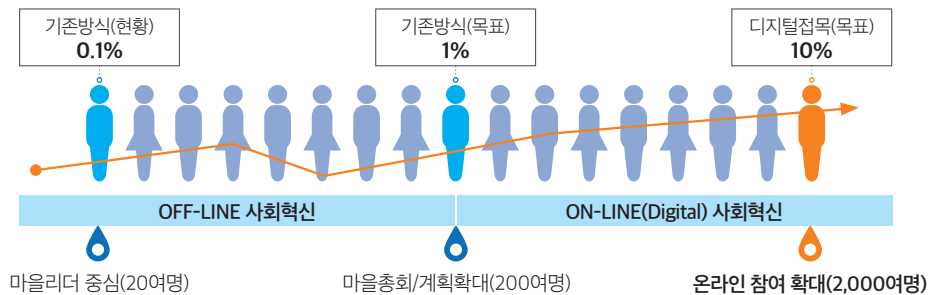 기존방식(현황)
0.1%
기존방식(목표)
1%
디지털접목(목표)
10%
OFF-LINE 사회혁신
ON-LINE(Digital) 사회혁신
마을리더 중심(20여명)
마을총회/계획확대(200여명)
온라인 참여 확대(2,000여명)